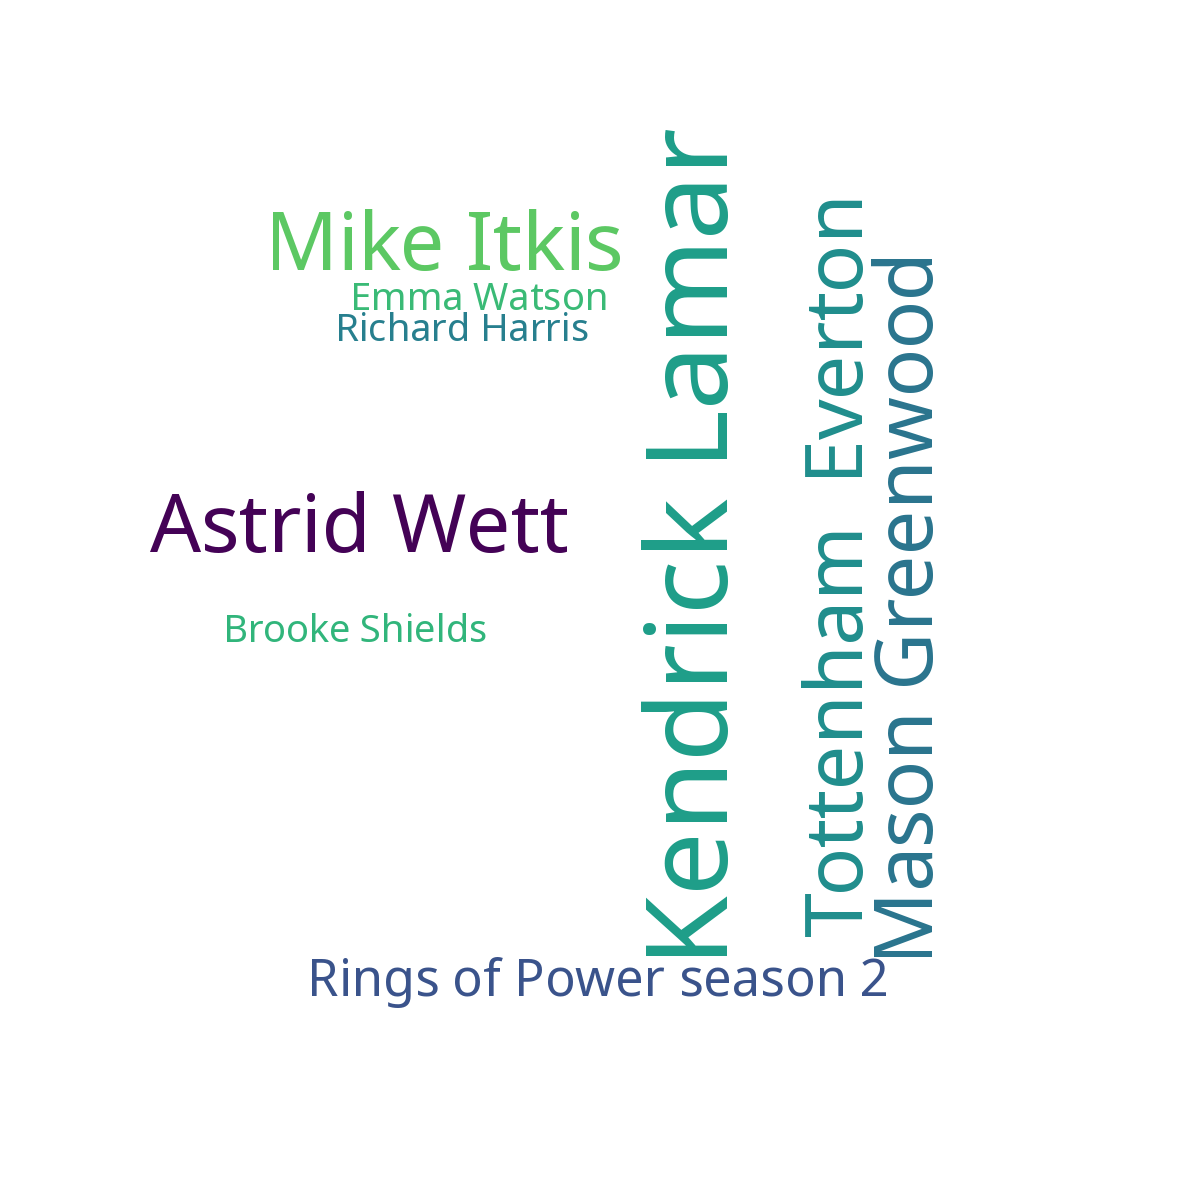 Mike Itkis
Emma Watson
Richard Harris
Astrid Wett
Brooke Shields
Kendrick Lamar
Tottenham Everton
Mason Greenwood
Rings of Power season 2